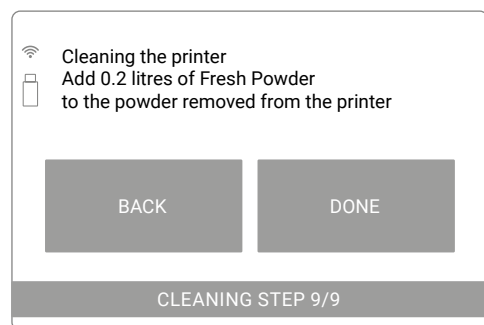 Cleaning the printer
Add 0.2 litres of Fresh Powder
to the powder removed from the printer
BACK
DONE
CLEANING STEP 9/9